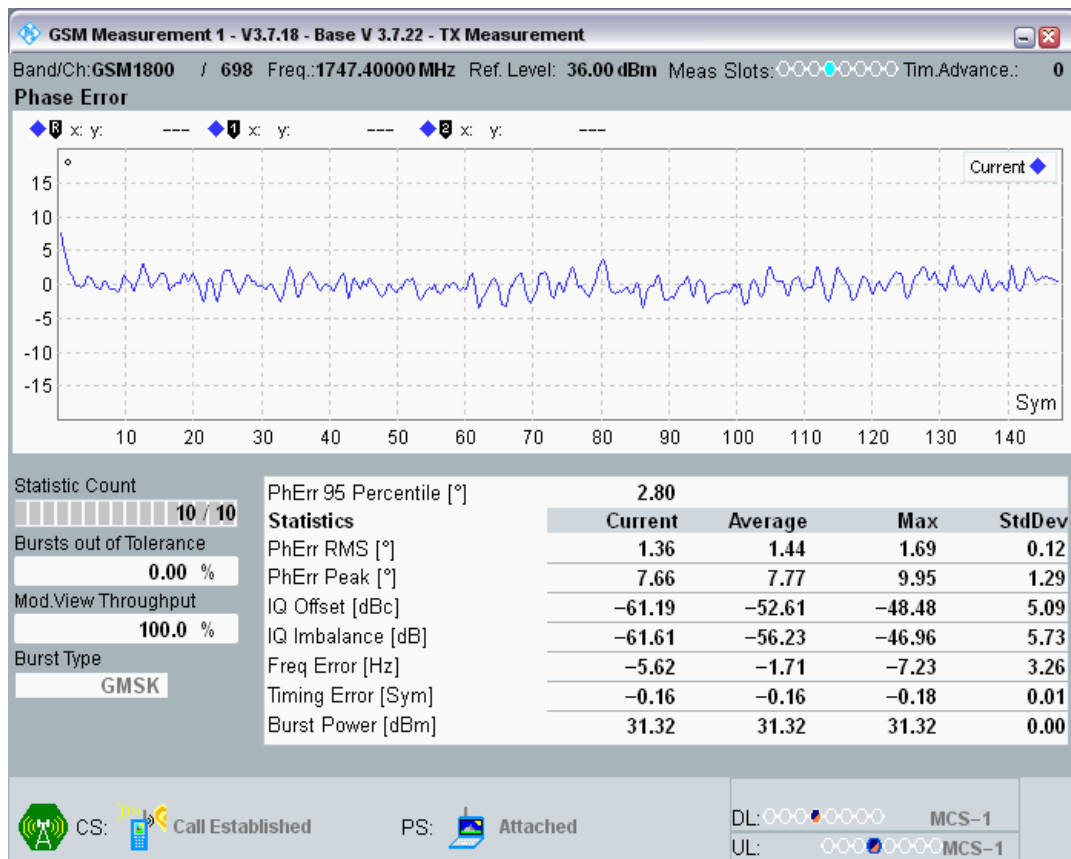 GSM Measurement 1 - V3.7.18 - Base V 3.7.22 - TX Measurement
Band/Ch:GSM1800 / 698 Freq.:1747.40000 MHz Ref. Level: 36.00 dBm Meas Slots: Tim.Advance.: 0
Phase Error
R x: y: --- 1 x: y: --- 2 x: y: ---
°
Current
15
10
5
0
-5
-10
-15
Sym
10 20 30 40 50 60 70 80 90 100 110 120 130 140
Statistic Count
10 / 10
Bursts out of Tolerance
0.00 %
Mod.View Throughput
100.0 %
Burst Type
GMSK
PhErr 95 Percentile [°] 2.80
Statistics Current Average Max StdDev
PhErr RMS [°] 1.36 1.44 1.69 0.12
PhErr Peak [°] 7.66 7.77 9.95 1.29
IQ Offset [dBc] −61.19 −52.61 −48.48 5.09
IQ Imbalance [dB] −61.61 −56.23 −46.96 5.73
Freq Error [Hz] −5.62 −1.71 −7.23 3.26
Timing Error [Sym] −0.16 −0.16 −0.18 0.01
Burst Power [dBm] 31.32 31.32 31.32 0.00
CS: Call Established PS: Attached
DL: MCS−1
UL: MCS−1